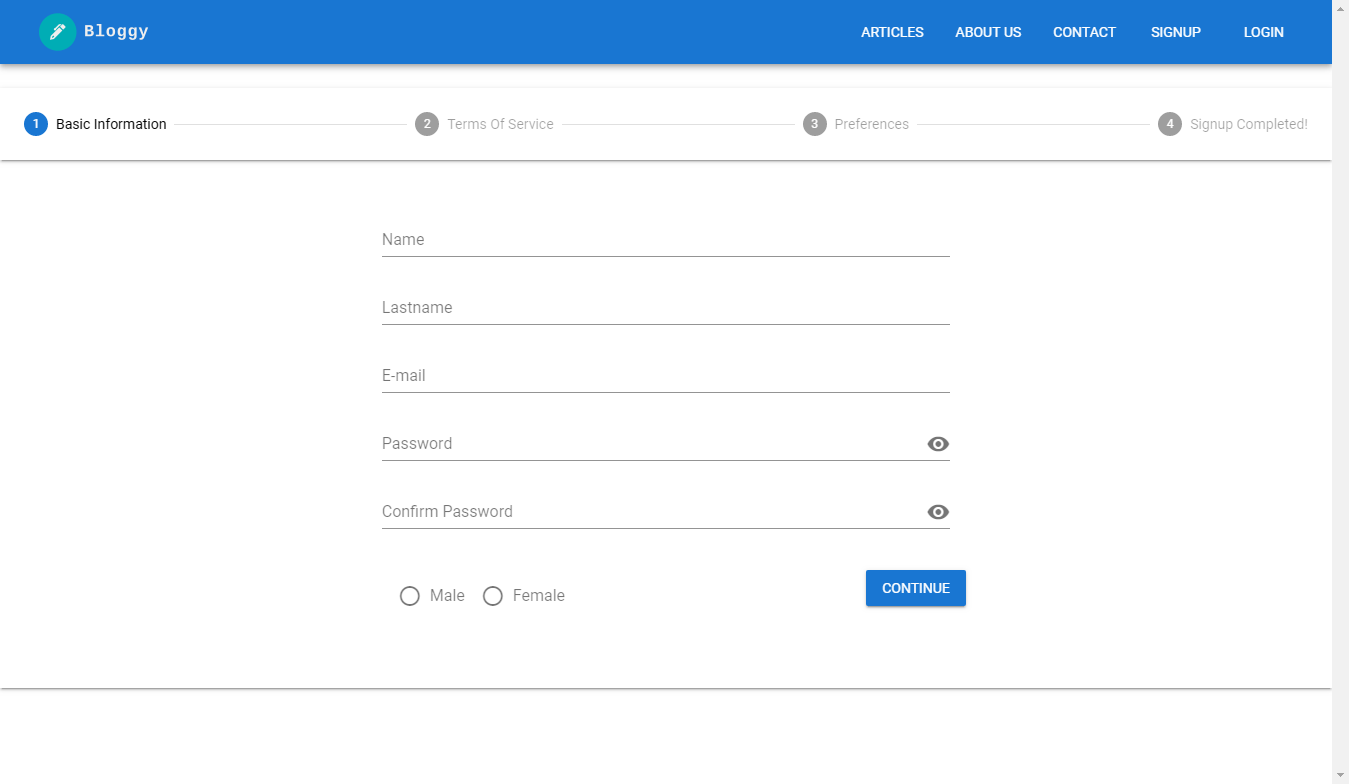 Bloggy ARTICLES ABOUT US CONTACT SIGNUP LOGIN
1 Basic Information 2 Terms Of Service 3 Preferences 4 Signup Completed!
Name
Lastname
E-mail
Password
Confirm Password
Male Female CONTINUE